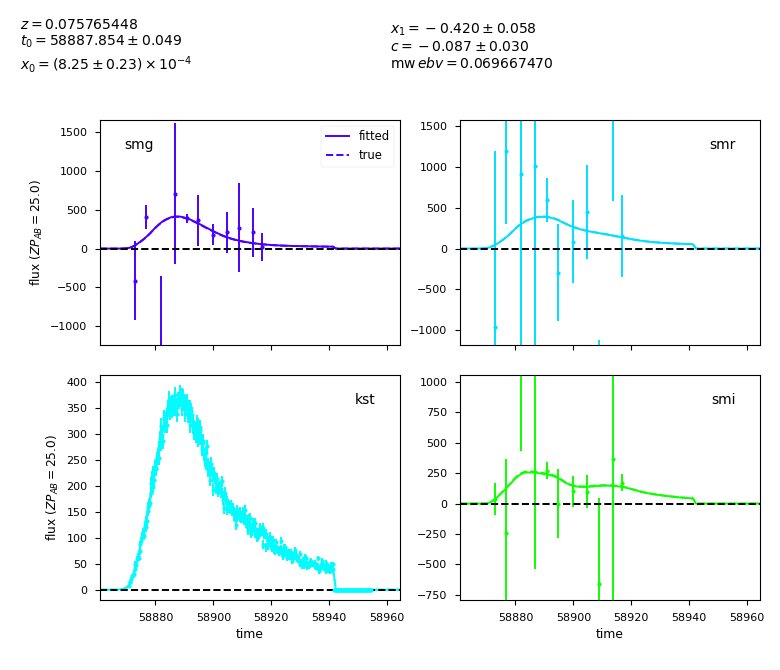 z = 0.075765448
t₀ = 58887.854 ± 0.049
x₀ = (8.25 ± 0.23) × 10⁻⁴
x₁ = −0.420 ± 0.058
c = −0.087 ± 0.030
mw ebv = 0.069667470
smg
fitted
true
1500
1000
500
0
−500
−1000
flux (ZP_AB = 25.0)
smr
1500
1000
500
0
−500
−1000
kst
400
350
300
250
200
150
100
50
0
flux (ZP_AB = 25.0)
58880 58900 58920 58940 58960
time
smi
1000
750
500
250
0
−250
−500
−750
58880 58900 58920 58940 58960
time